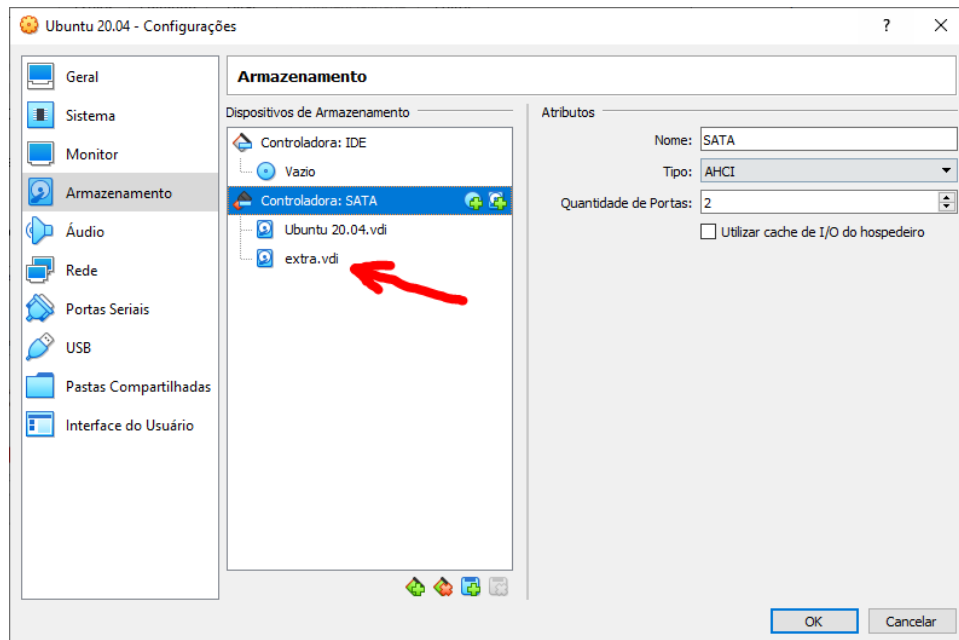 Ubuntu 20.04 - Configurações
?
Geral
Sistema
Monitor
Armazenamento
Áudio
Rede
Portas Seriais
USB
Pastas Compartilhadas
Interface do Usuário
Armazenamento
Dispositivos de Armazenamento
Controladora: IDE
Vazio
Controladora: SATA
Ubuntu 20.04.vdi
extra.vdi
Atributos
Nome: SATA
Tipo: AHCI
Quantidade de Portas: 2
Utilizar cache de I/O do hospedeiro
OK Cancelar